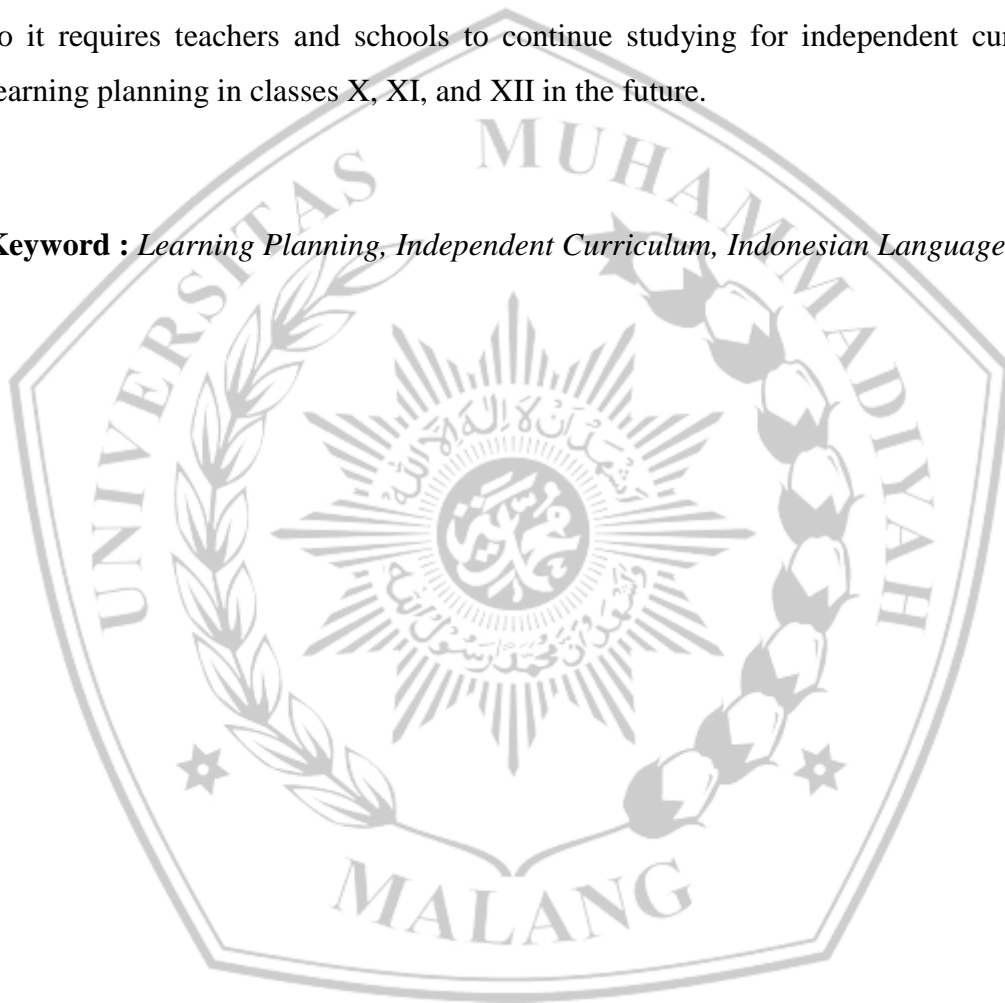 o it requires teachers and schools to continue studying for independent cur
earning planning in classes X, XI, and XII in the future.
UNIVERSITAS MUHAMMADIYAH
Keyword : Learning Planning, Independent Curriculum, Indonesian Language
MALANG